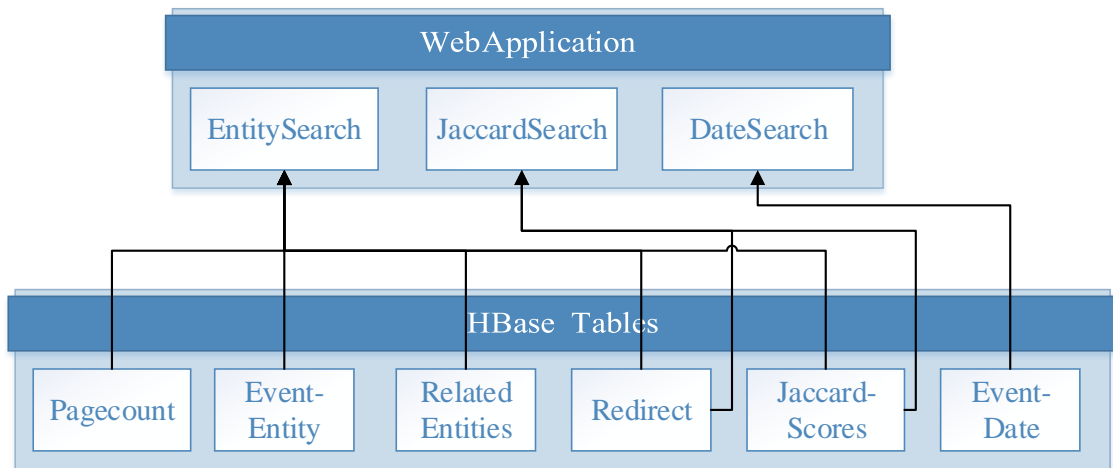 WebApplication
EntitySearch
JaccardSearch
DateSearch
HBase Tables
Pagecount
Event-
Entity
Related
Entities
Redirect
Jaccard-
Scores
Event-
Date